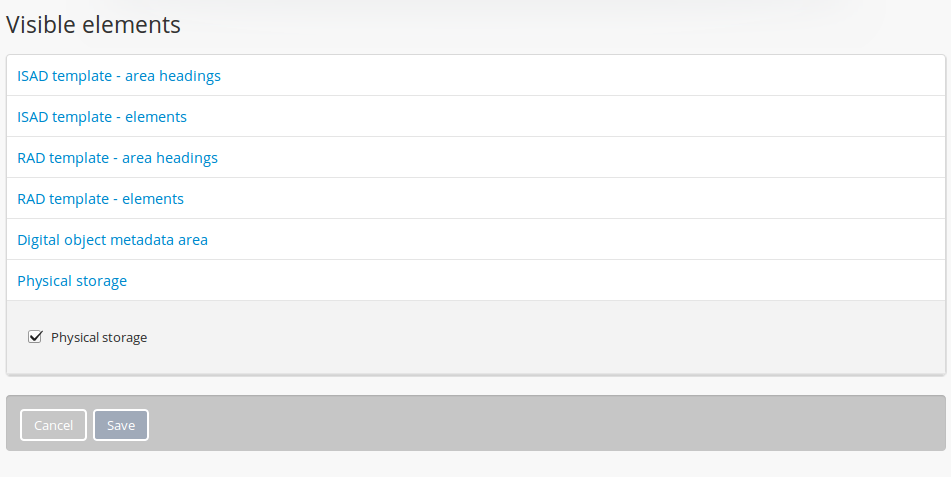 Visible elements
ISAD template - area headings
ISAD template - elements
RAD template - area headings
RAD template - elements
Digital object metadata area
Physical storage
Physical storage
Cancel Save